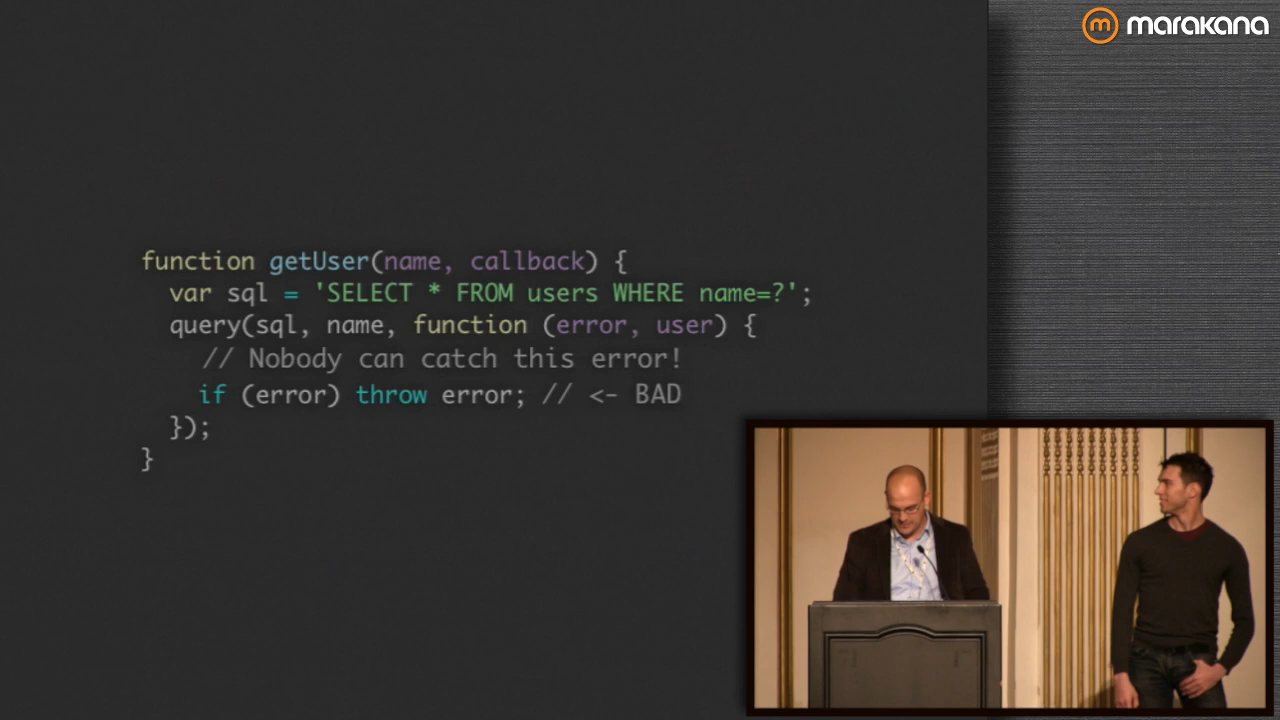 marakana
function getUser(name, callback) {
var sql = 'SELECT * FROM users WHERE name=?';
query(sql, name, function (error, user) {
// Nobody can catch this error!
if (error) throw error; // <- BAD
});
}